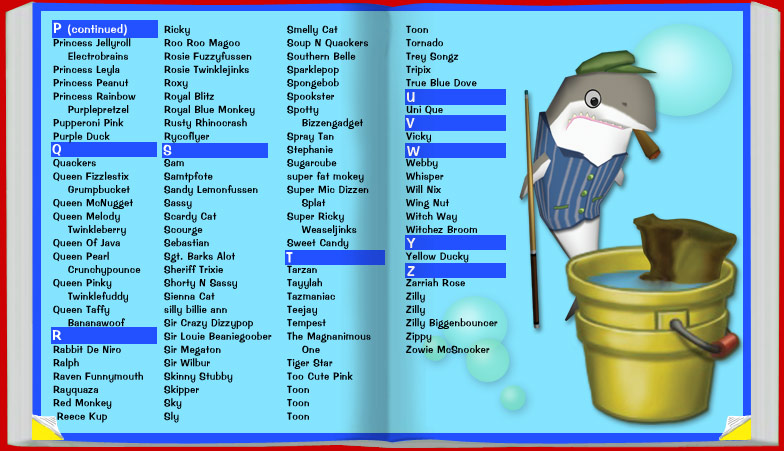 P (continued)
Princess Jellyroll
Electrobrains
Princess Leyla
Princess Peanut
Princess Rainbow
Purplepretzel
Pupperoni Pink
Purple Duck
Q
Quackers
Queen Fizzlestix
Grumpbucket
Queen McNugget
Queen Melody
Twinkleberry
Queen Of Java
Queen Pearl
Crunchypounce
Queen Pinky
Twinklefuddy
Queen Taffy
Bananawoof
R
Rabbit De Niro
Ralph
Raven Funnymouth
Rayquaza
Red Monkey
Reece Kup
Ricky
Roo Roo Magoo
Rosie Fuzzyfussen
Rosie Twinklejinks
Roxy
Royal Blitz
Royal Blue Monkey
Rusty Rhinocrash
Rycoflyer
S
Sam
Samtpfote
Sandy Lemonfussen
Sassy
Scardy Cat
Scourge
Sebastian
Sgt. Barks Alot
Sheriff Trixie
Shorty N Sassy
Sienna Cat
silly billie ann
Sir Crazy Dizzypop
Sir Louie Beaniegoober
Sir Megaton
Sir Wilbur
Skinny Stubby
Skipper
Sky
Sly
Smelly Cat
Soup N Quackers
Southern Belle
Sparklepop
Spongebob
Spookster
Spotty
Bizzengadget
Spray Tan
Stephanie
Sugarcube
super fat mokey
Super Mic Dizzen
Splat
Super Ricky
Weaseljinks
Sweet Candy
T
Tarzan
Tayylah
Tazmaniac
Teejay
Tempest
The Magnanimous
One
Tiger Star
Too Cute Pink
Toon
Toon
Toon
Toon
Tornado
Trey Songz
Tripix
True Blue Dove
U
Uni Que
V
Vicky
W
Webby
Whisper
Will Nix
Wing Nut
Witch Way
Witchez Broom
Y
Yellow Ducky
Z
Zarriah Rose
Zilly
Zilly
Zilly Biggenbouncer
Zippy
Zowie McSnooker